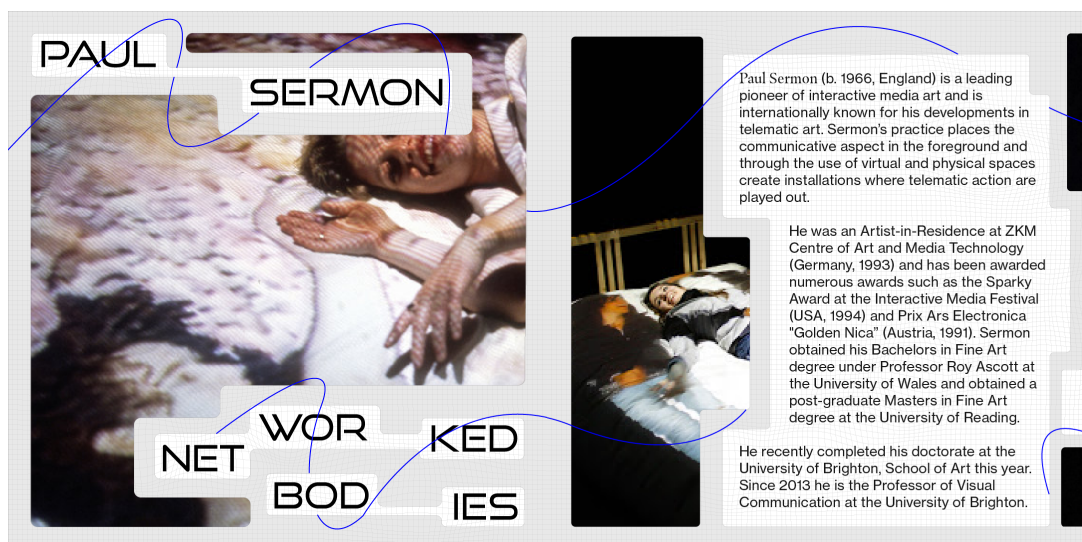 PAUL
SERMON
NET
WOR
KED
BOD
IES
Paul Sermon (b. 1966, England) is a leading
pioneer of interactive media art and is
internationally known for his developments in
telematic art. Sermon’s practice places the
communicative aspect in the foreground and
through the use of virtual and physical spaces
create installations where telematic action are
played out.
He was an Artist-in-Residence at ZKM
Centre of Art and Media Technology
(Germany, 1993) and has been awarded
numerous awards such as the Sparky
Award at the Interactive Media Festival
(USA, 1994) and Prix Ars Electronica
"Golden Nica” (Austria, 1991). Sermon
obtained his Bachelors in Fine Art
degree under Professor Roy Ascott at
the University of Wales and obtained a
post-graduate Masters in Fine Art
degree at the University of Reading.
He recently completed his doctorate at the
University of Brighton, School of Art this year.
Since 2013 he is the Professor of Visual
Communication at the University of Brighton.